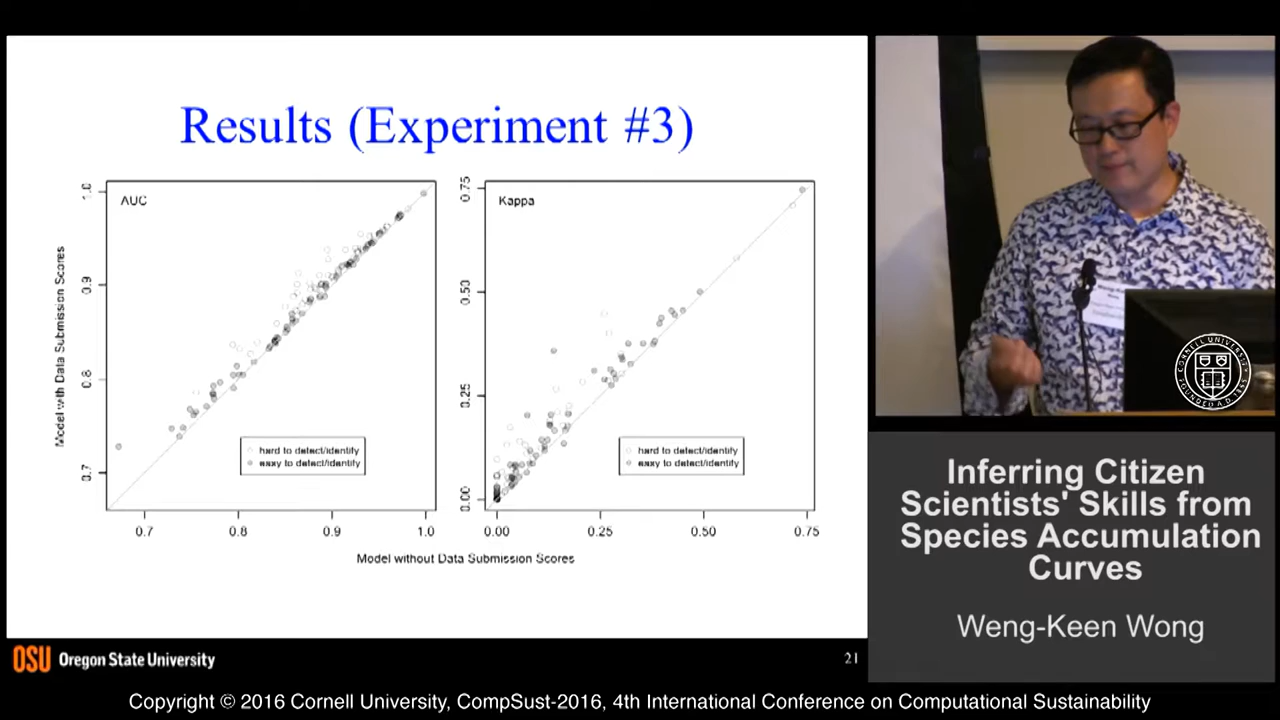 Results (Experiment #3)
AUC
Kappa
Model with Data Submission Scores
1.0
0.9
0.8
0.7
0.7
0.8
0.9
1.0
hard to detect/identify
easy to detect/identify
0.75
0.50
0.25
0.00
0.00
0.25
0.50
0.75
hard to detect/identify
easy to detect/identify
Model without Data Submission Scores
OSU Oregon State University
21
CORNELL UNIVERSITY
FOUNDED A.D. 1865
Inferring Citizen
Scientists' Skills from
Species Accumulation
Curves
Weng-Keen Wong
Copyright © 2016 Cornell University, CompSust-2016, 4th International Conference on Computational Sustainability